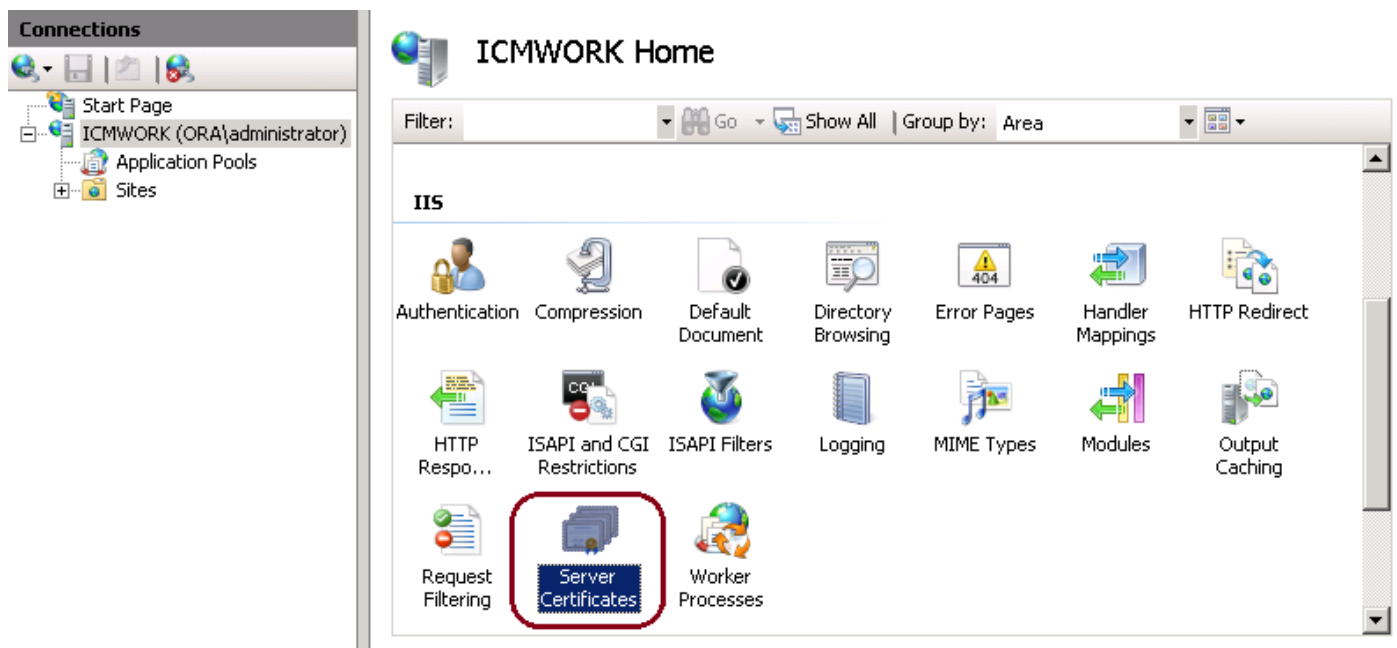 Connections
ICMWORK Home
Start Page
ICMWORK (ORA\administrator)
Application Pools
Sites
Filter:
Go
Show All
Group by:
Area
IIS
Authentication
Compression
Default
Document
Directory
Browsing
404
Error Pages
Handler
Mappings
HTTP Redirect
HTTP
Respo...
CGI
ISAPI and CGI
Restrictions
ISAPI Filters
Logging
MIME Types
Modules
Output
Caching
Request
Filtering
Server
Certificates
Worker
Processes